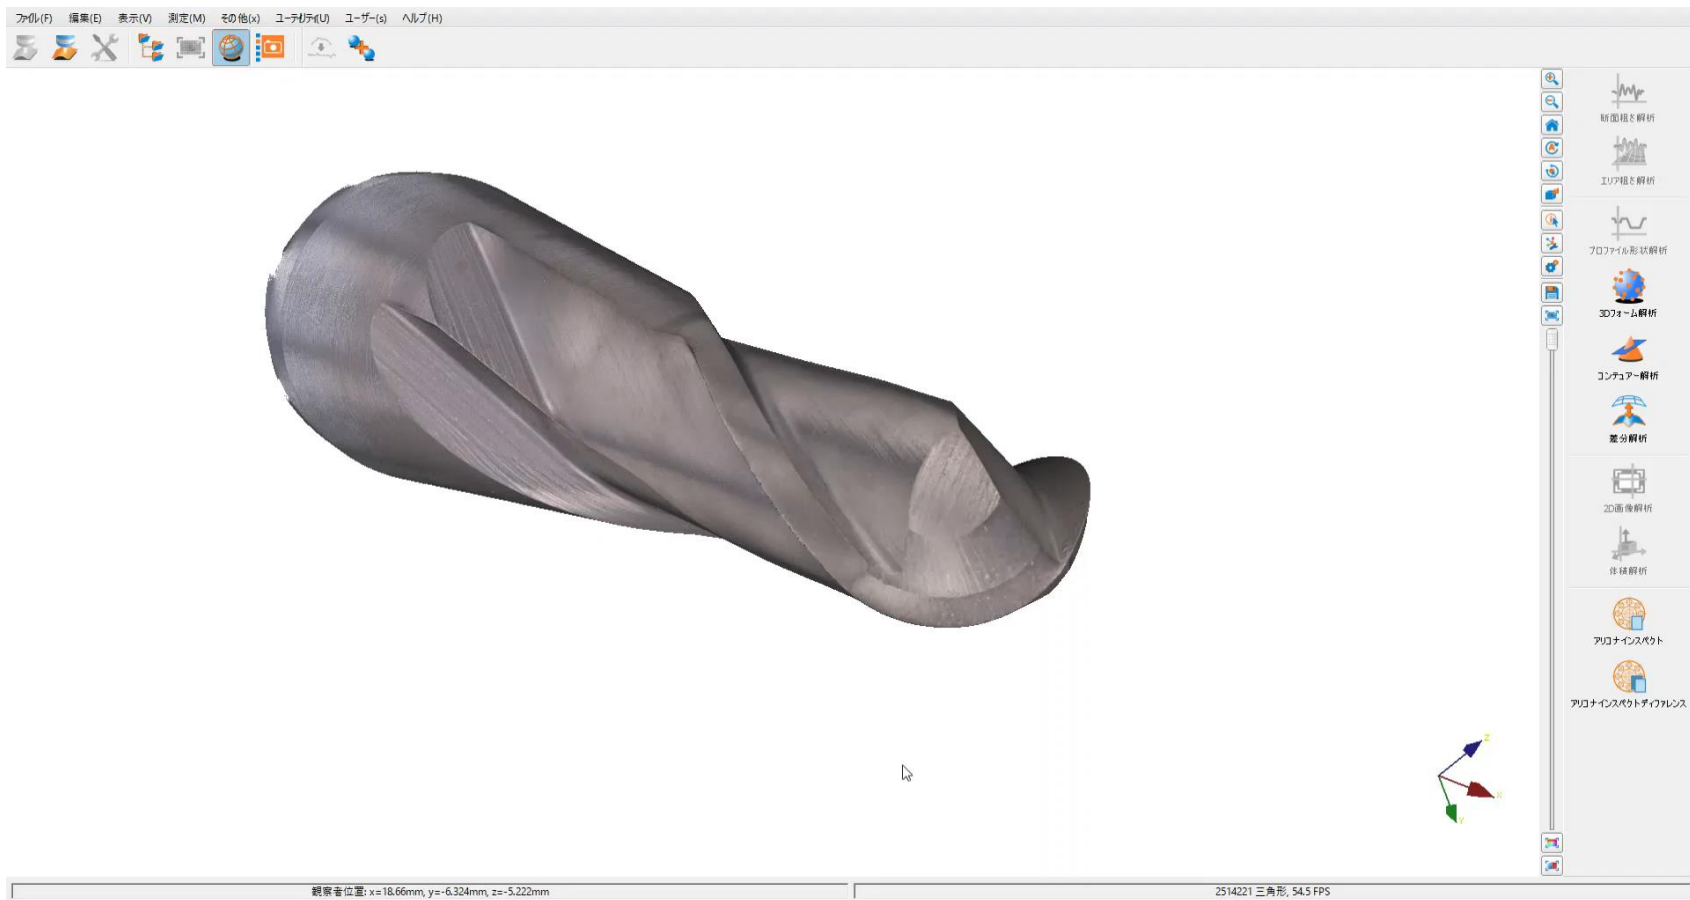 ファイル(F) 編集(E) 表示(V) 測定(M) その他(x) ユーティリティ(U) ユーザー(s) ヘルプ(H)
断面粗さ解析
エリア粗さ解析
プロファイル形状解析
3Dフォーム解析
コンテュアー解析
差分解析
2D画像解析
体積解析
アリコナインスペクト
アリコナインスペクトディファレンス
Z
X
Y
観察者位置: x=18.66mm, y=-6.324mm, z=-5.222mm
2514221 三角形, 54.5 FPS